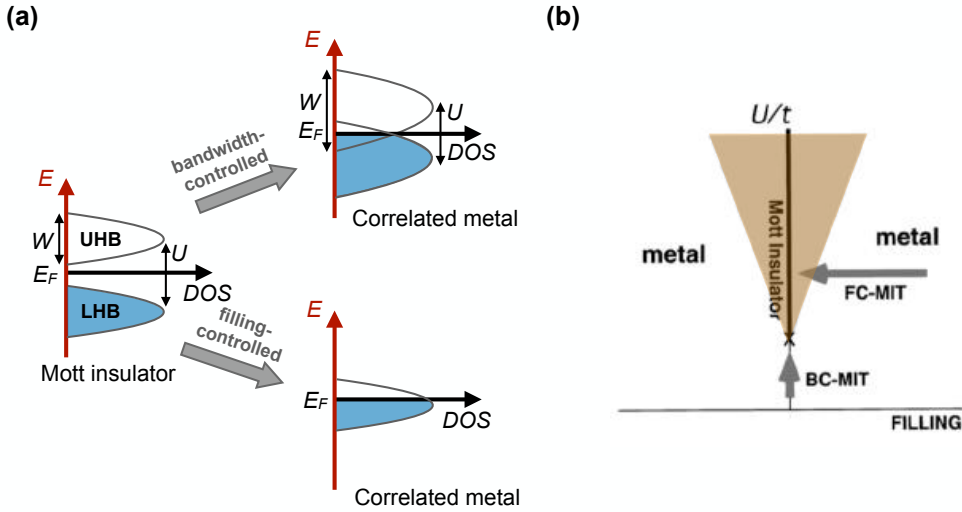 (a)
E
W
UHB
U
E_F
DOS
LHB
Mott insulator
bandwidth-
controlled
E
W
U
E_F
DOS
Correlated metal
filling-
controlled
E
E_F
DOS
Correlated metal
(b)
U/t
Mott Insulator
metal
metal
FC-MIT
BC-MIT
FILLING